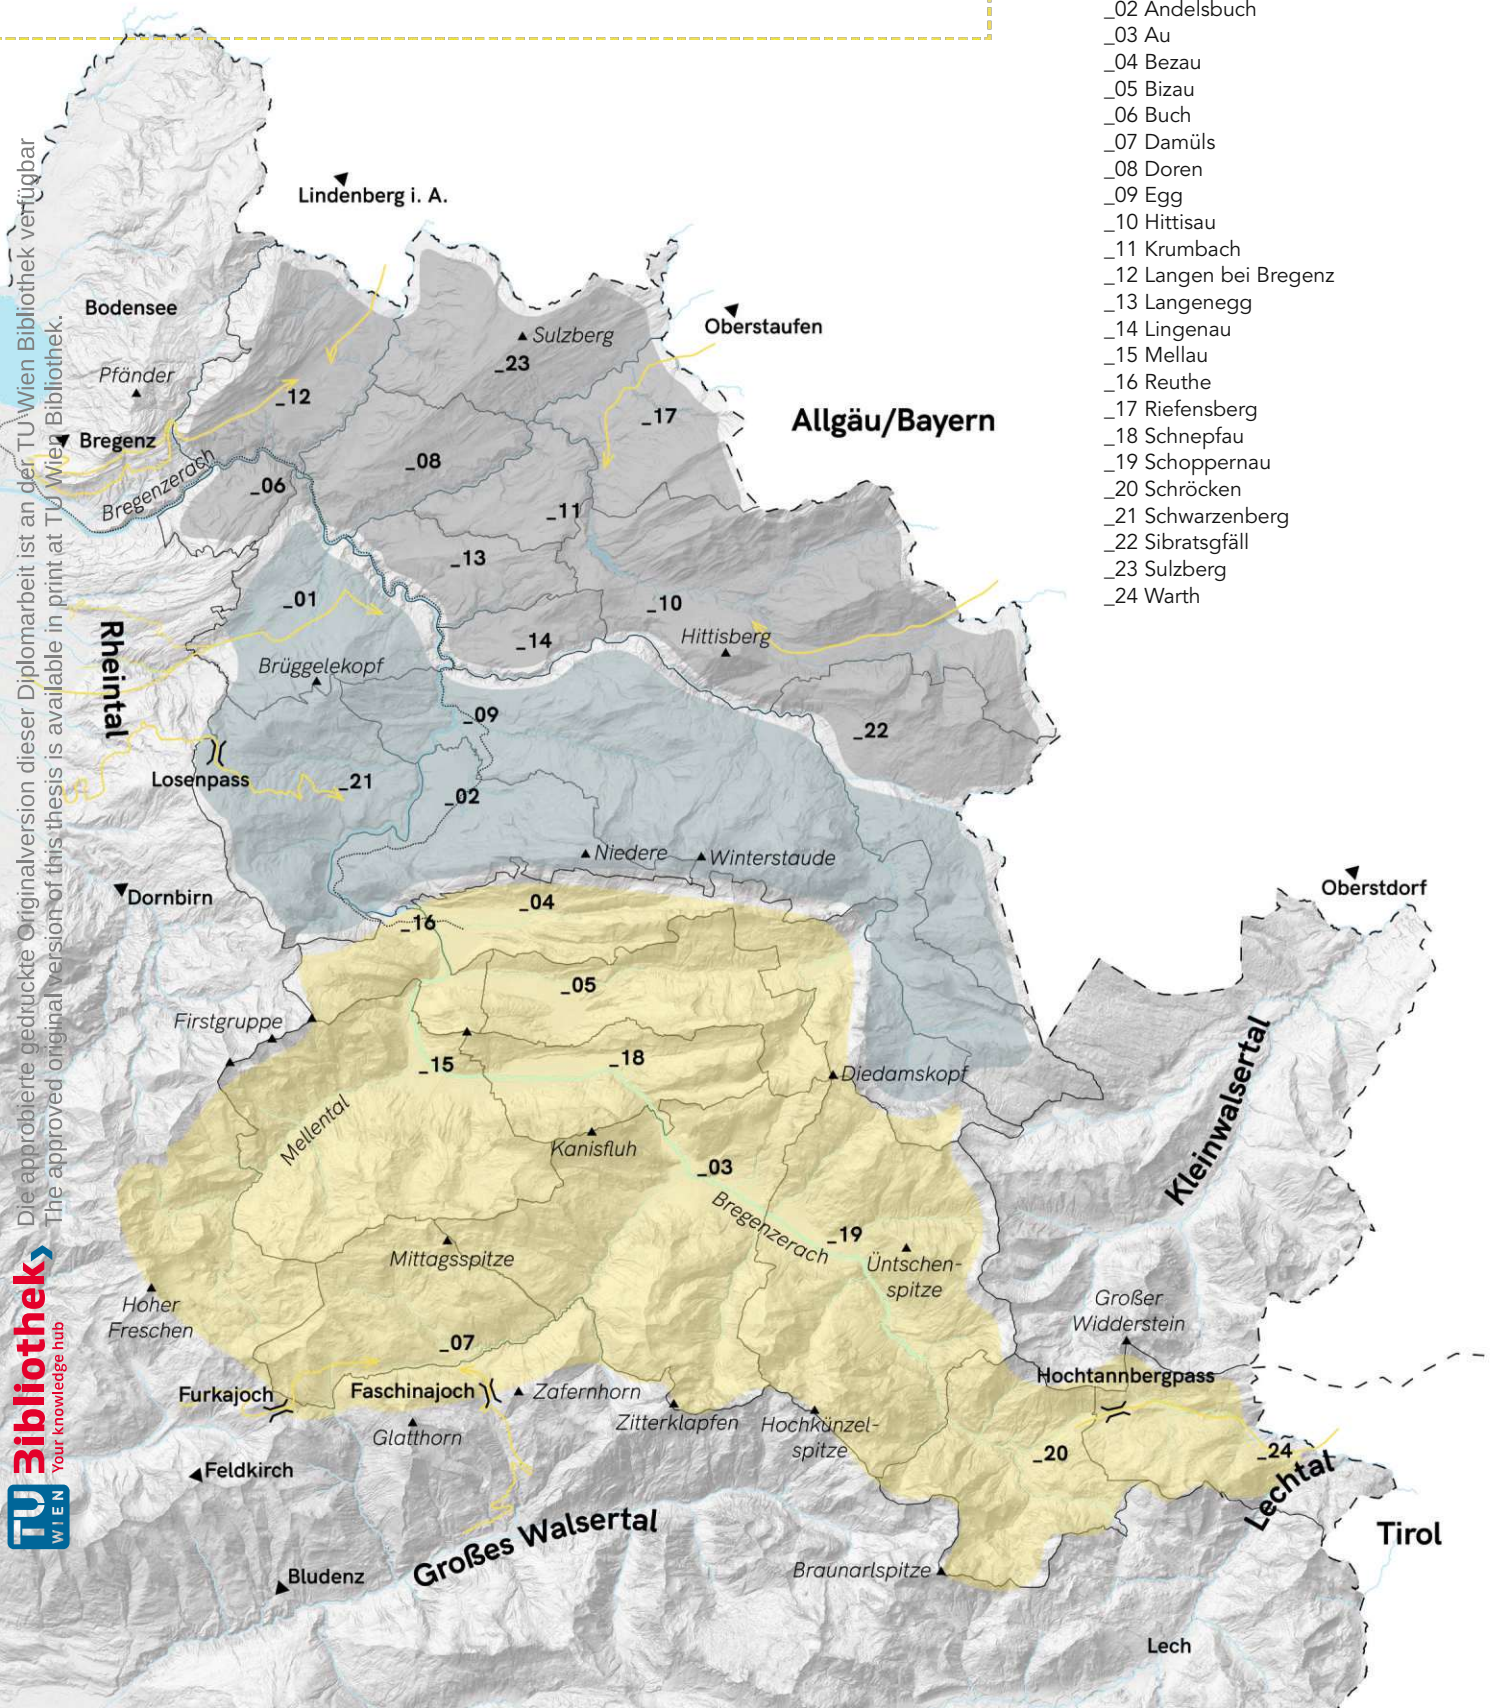 _02 Andelsbuch
_03 Au
_04 Bezau
_05 Bizau
_06 Buch
_07 Damüls
_08 Doren
_09 Egg
_10 Hittisau
_11 Krumbach
_12 Langen bei Bregenz
_13 Langenegg
_14 Lingenau
_15 Mellau
_16 Reuthe
_17 Riefensberg
_18 Schnepfau
_19 Schoppernau
_20 Schröcken
_21 Schwarzenberg
_22 Sibratsgfäll
_23 Sulzberg
_24 Warth
Lindenberg i. A.
Bodensee
Oberstaufen
Sulzberg
_23
Pfänder
_12
_17
Allgäu/Bayern
Bregenz
Bregenzerach
_08
_06
_11
_13
_01
_10
Rheintal
_14
Hittisberg
Brüggelekopf
_09
_22
Losenpass
_21
_02
Niedere
Winterstaude
Dornbirn
Oberstdorf
_04
_16
_05
Firstgruppe
_15
_18
Diedamskopf
Mellental
Kanisfluh
Kleinwalsertal
_03
Bregenzerach
_19
Mittagsspitze
Üntschen-
spitze
Hoher
Freschen
Großer
Widderstein
_07
Hochtannbergpass
Furkajoch
Faschinajoch
Zafernhorn
Zitterklapfen
Hochkünzel-
spitze
Glatthorn
_20
_24
Lechtal
Feldkirch
Großes Walsertal
Tirol
Braunarlspitze
Bludenz
Lech
Die approbierte gedruckte Originalversion dieser Diplomarbeit ist an der TU Wien Bibliothek verfügbar
The approved original version of this thesis is available in print at TU Wien Bibliothek.
TU
WIEN
Bibliothek
Your knowledge hub